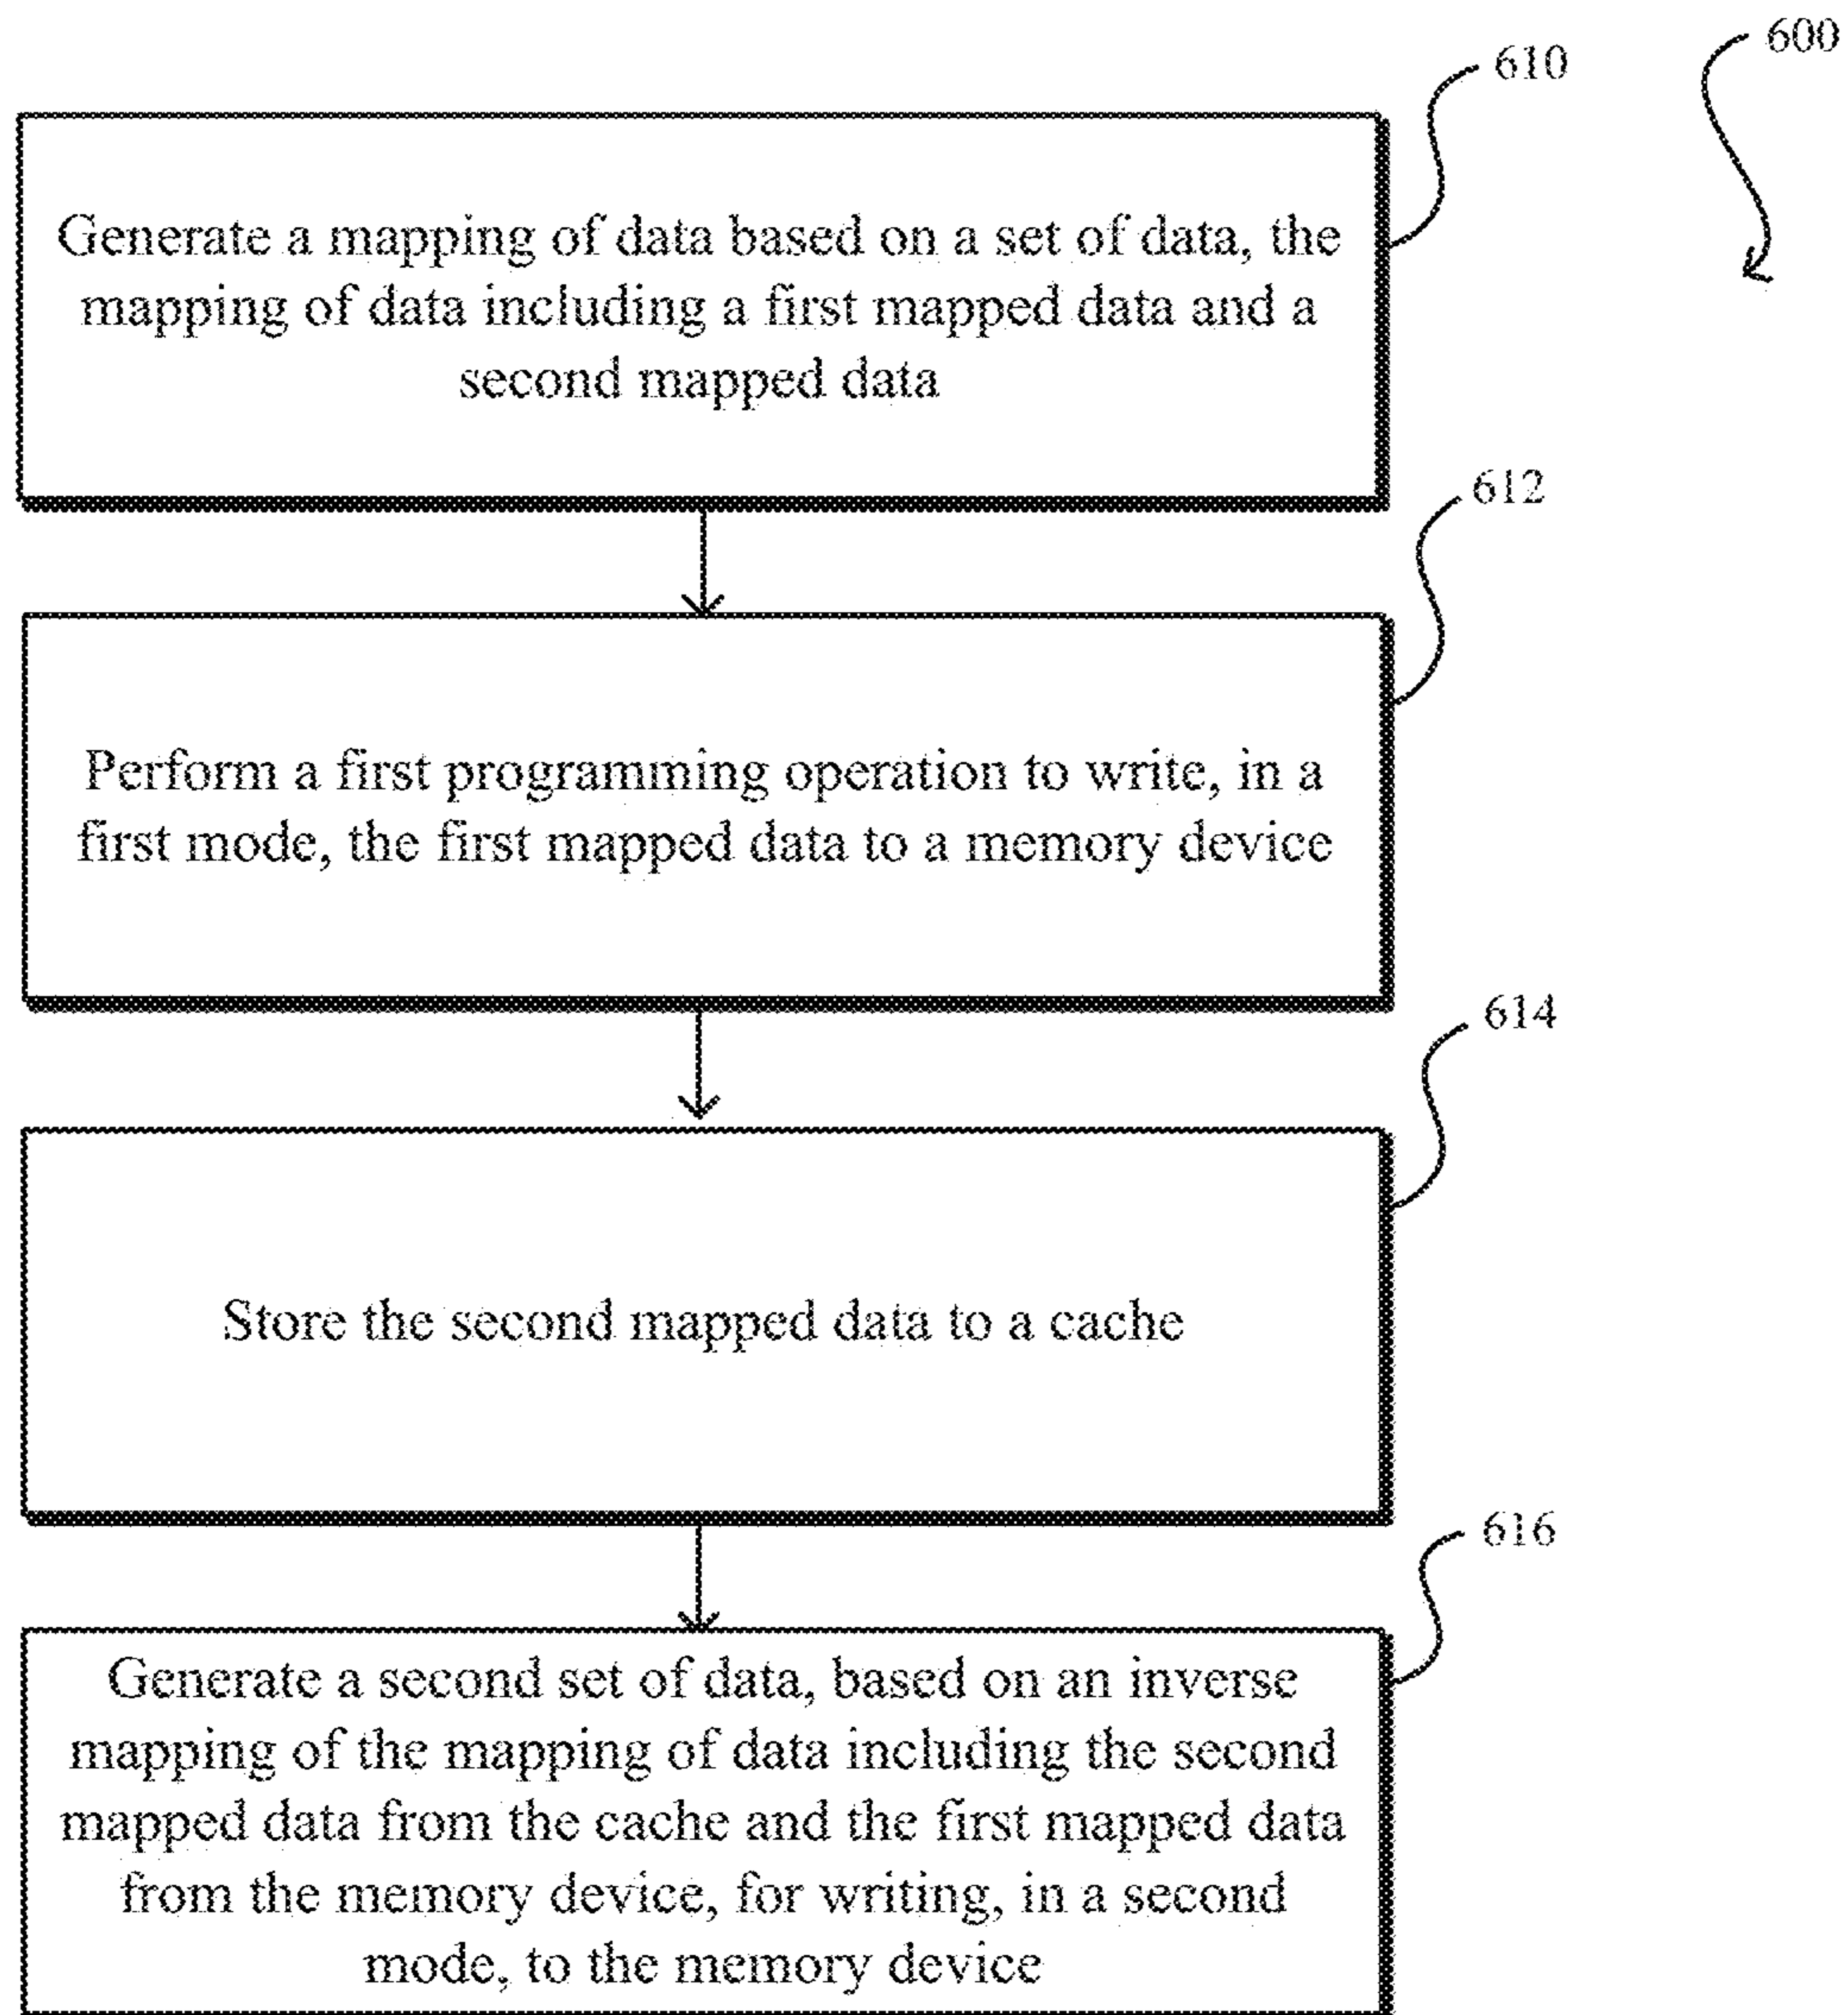 600
610
Generate a mapping of data based on a set of data, the
mapping of data including a first mapped data and a
second mapped data
612
Perform a first programming operation to write, in a
first mode, the first mapped data to a memory device
614
Store the second mapped data to a cache
616
Generate a second set of data, based on an inverse
mapping of the mapping of data including the second
mapped data from the cache and the first mapped data
from the memory device, for writing, in a second
mode, to the memory device